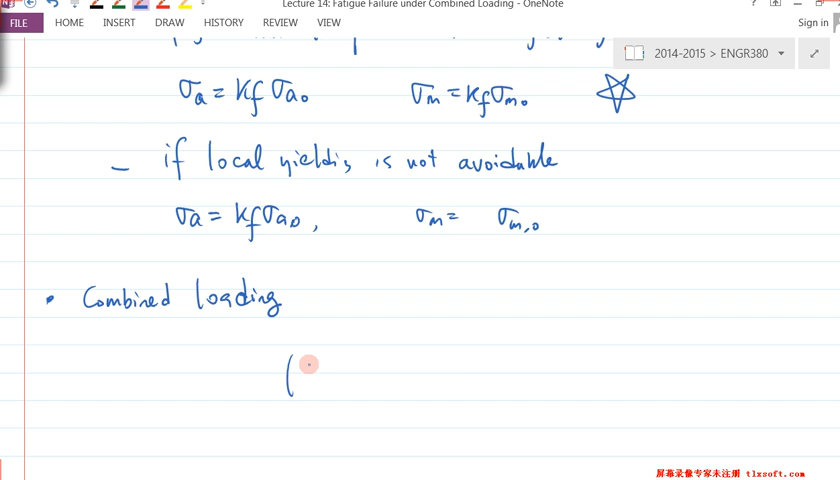 Lecture 14: Fatigue Failure under Combined Loading - OneNote
FILE HOME INSERT DRAW HISTORY REVIEW VIEW Sign in
2014-2015 > ENGR380
σa = Kf σa0 σm = Kf σm0
– if local yielding is not avoidable
σa = Kf σa0, σm = σm,0
• Combined loading
(
屏幕录像专家未注册 tlxsoft.com